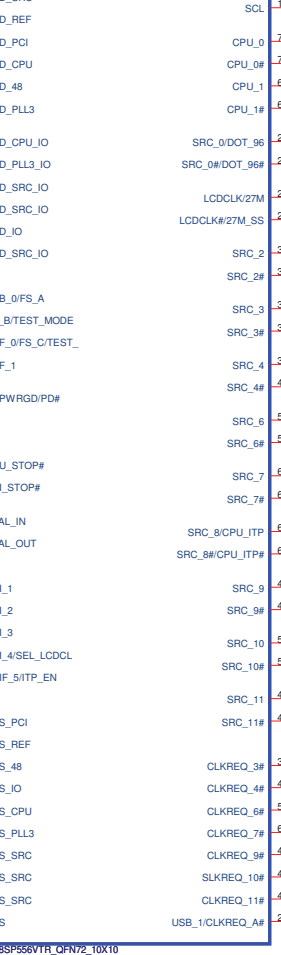 D_REF
D_PCI
D_CPU
D_48
D_PLL3
D_CPU_IO
D_PLL3_IO
D_SRC_IO
D_SRC_IO
D_IO
D_SRC_IO
B_0/FS_A
_B/TEST_MODE
F_0/FS_C/TEST_
F_1
PWRGD/PD#
U_STOP#
I_STOP#
AL_IN
AL_OUT
I_1
I_2
I_3
I_4/SEL_LCDCL
IF_5/ITP_EN
S_PCI
S_REF
S_48
S_IO
S_CPU
S_PLL3
S_SRC
S_SRC
S_SRC
S
SCL
CPU_0
CPU_0#
CPU_1
CPU_1#
SRC_0/DOT_96
SRC_0#/DOT_96#
LCDCLK/27M
LCDCLK#/27M_SS
SRC_2
SRC_2#
SRC_3
SRC_3#
SRC_4
SRC_4#
SRC_6
SRC_6#
SRC_7
SRC_7#
SRC_8/CPU_ITP
SRC_8#/CPU_ITP#
SRC_9
SRC_9#
SRC_10
SRC_10#
SRC_11
SRC_11#
CLKREQ_3#
CLKREQ_4#
CLKREQ_6#
CLKREQ_7#
CLKREQ_9#
SLKREQ_10#
CLKREQ_11#
USB_1/CLKREQ_A#
8SP556VTR_QFN72_10X10